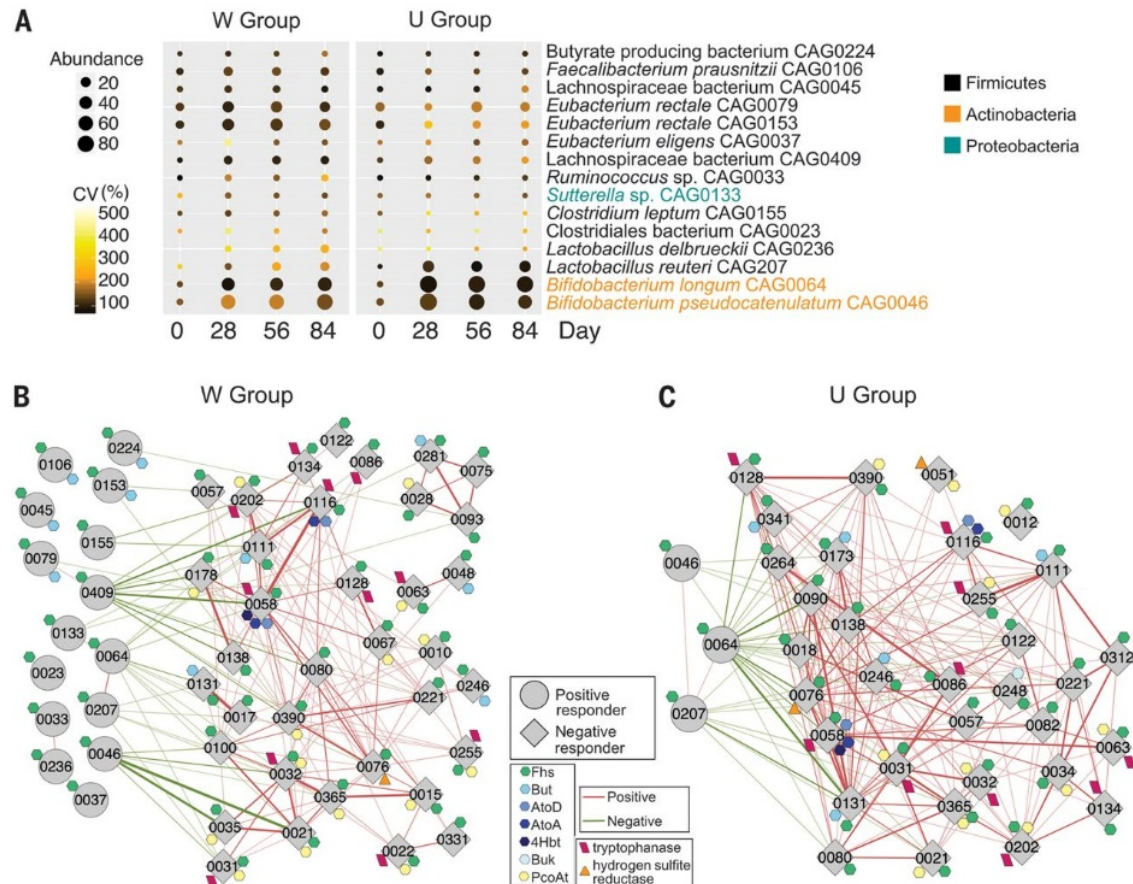 A
W Group
U Group
Abundance
20
40
60
80
CV (%)
500
400
300
200
100
Butyrate producing bacterium CAG0224
Faecalibacterium prausnitzii CAG0106
Lachnospiraceae bacterium CAG0045
Eubacterium rectale CAG0079
Eubacterium rectale CAG0153
Eubacterium eligens CAG0037
Lachnospiraceae bacterium CAG0409
Ruminococcus sp. CAG0033
Sutterella sp. CAG0133
Clostridium leptum CAG0155
Clostridiales bacterium CAG0023
Lactobacillus delbrueckii CAG0236
Lactobacillus reuteri CAG207
Bifidobacterium longum CAG0064
Bifidobacterium pseudocatenulatum CAG0046
0 28 56 84 0 28 56 84 Day
Firmicutes
Actinobacteria
Proteobacteria
B
W Group
0224
0106
0153
0045
0155
0079
0409
0133
0064
0023
0207
0033
0046
0236
0037
0122
0134
0086
0281
0075
0057
0202
0116
0028
0093
0111
0178
0058
0128
0063
0048
0067
0138
0080
0010
0131
0017
0390
0221
0246
0100
0032
0076
0255
0365
0015
0035
0021
0031
0022
0331
Positive
responder
Negative
responder
Fhs
But
AtoD
AtoA
4Hbt
Buk
PcoAt
Positive
Negative
tryptophanase
hydrogen sulfite
reductase
C
U Group
0128
0390
0051
0341
0012
0046
0264
0173
0116
0111
0090
0255
0064
0138
0122
0018
0312
0246
0086
0248
0221
0076
0207
0058
0057
0082
0063
0031
0032
0034
0131
0365
0134
0202
0080
0021